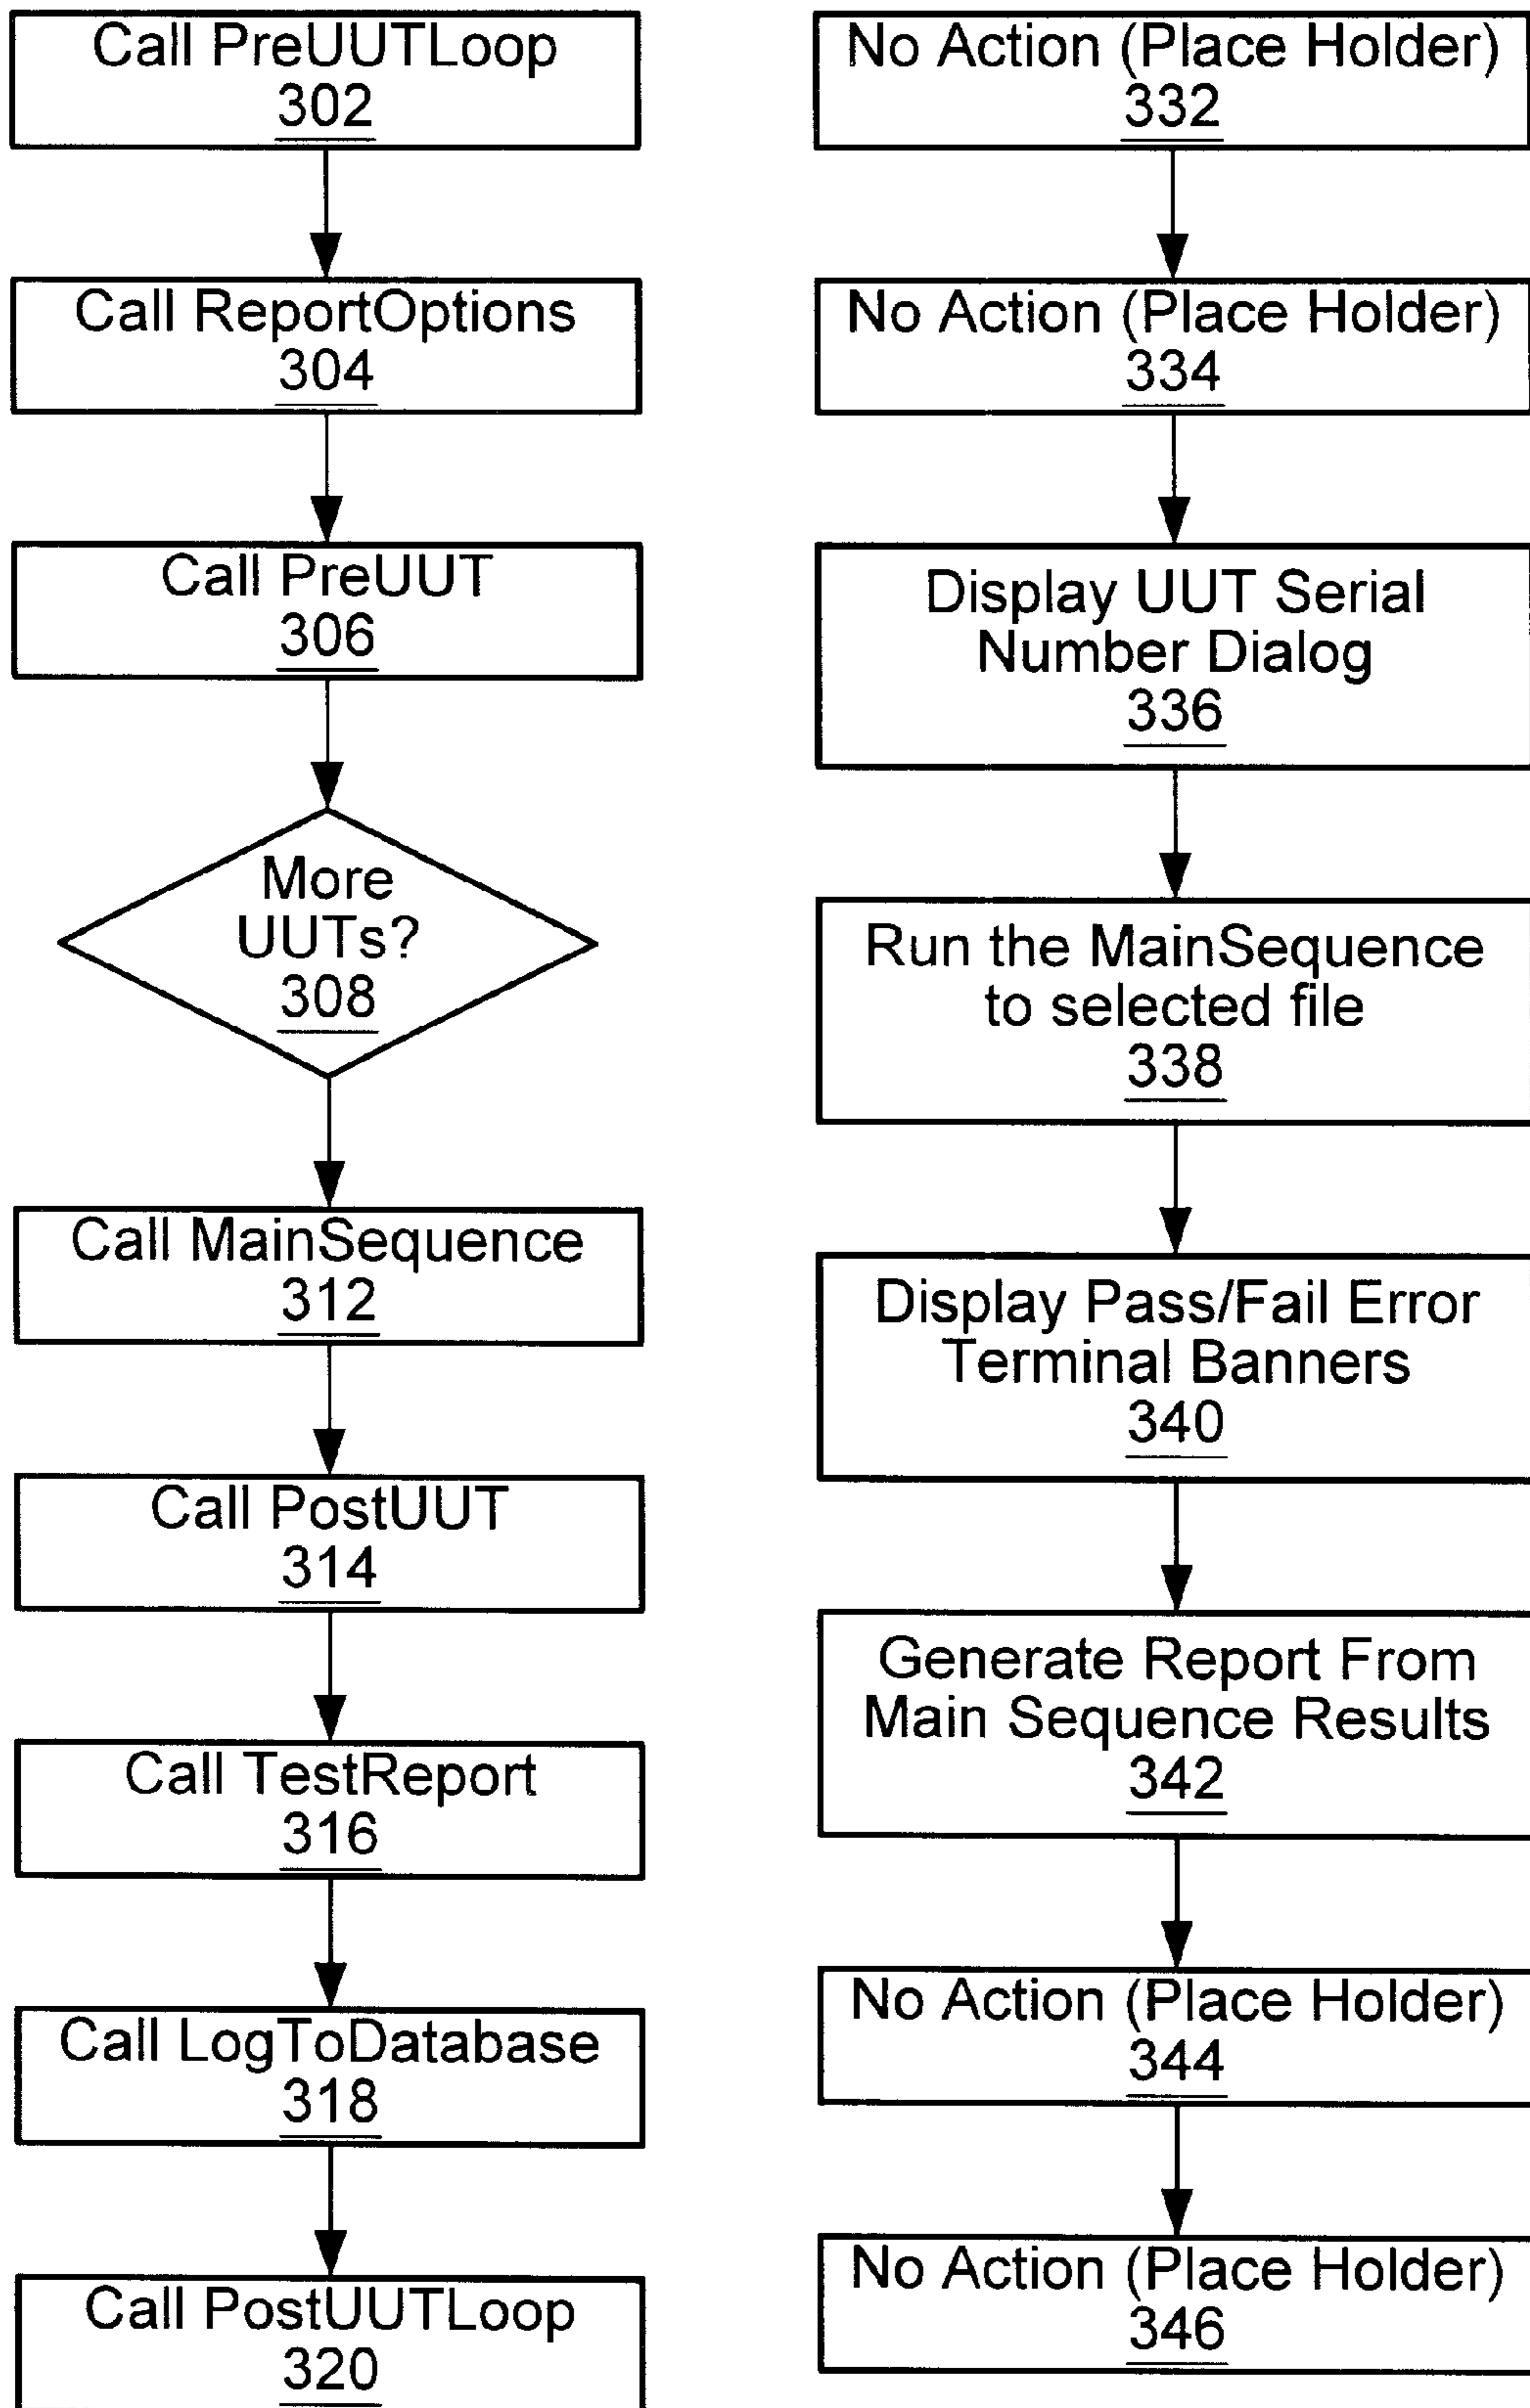 Call PreUUTLoop
302
Call ReportOptions
304
Call PreUUT
306
More
UUTs?
308
Call MainSequence
312
Call PostUUT
314
Call TestReport
316
Call LogToDatabase
318
Call PostUUTLoop
320
No Action (Place Holder)
332
No Action (Place Holder)
334
Display UUT Serial
Number Dialog
336
Run the MainSequence
to selected file
338
Display Pass/Fail Error
Terminal Banners
340
Generate Report From
Main Sequence Results
342
No Action (Place Holder)
344
No Action (Place Holder)
346